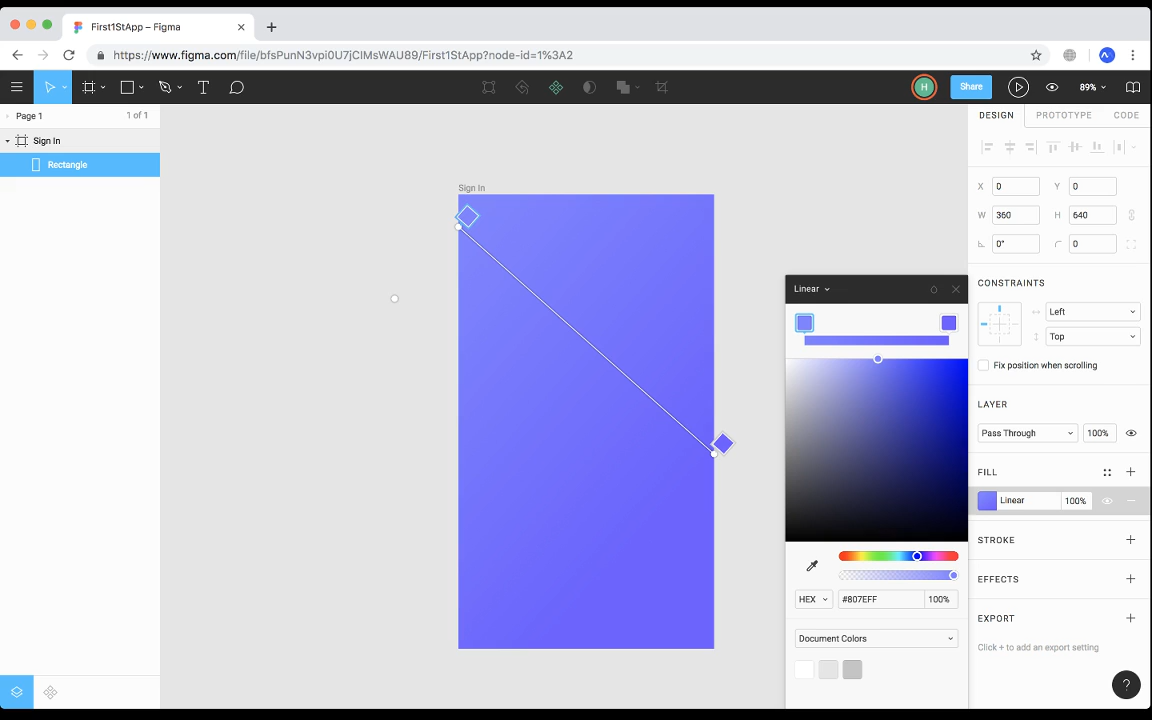 First1StApp – Figma
https://www.figma.com/file/bfsPunN3vpi0U7jCIMsWAU89/First1StApp?node-id=1%3A2
H
Share
89%
Page 1
1 of 1
DESIGN
PROTOTYPE
CODE
Sign In
Rectangle
Sign In
X 0 Y 0
W 360 H 640
0° 0
CONSTRAINTS
Left
Top
Fix position when scrolling
LAYER
Pass Through 100%
FILL
Linear 100%
STROKE
EFFECTS
EXPORT
Click + to add an export setting
Linear
HEX #807EFF 100%
Document Colors
?